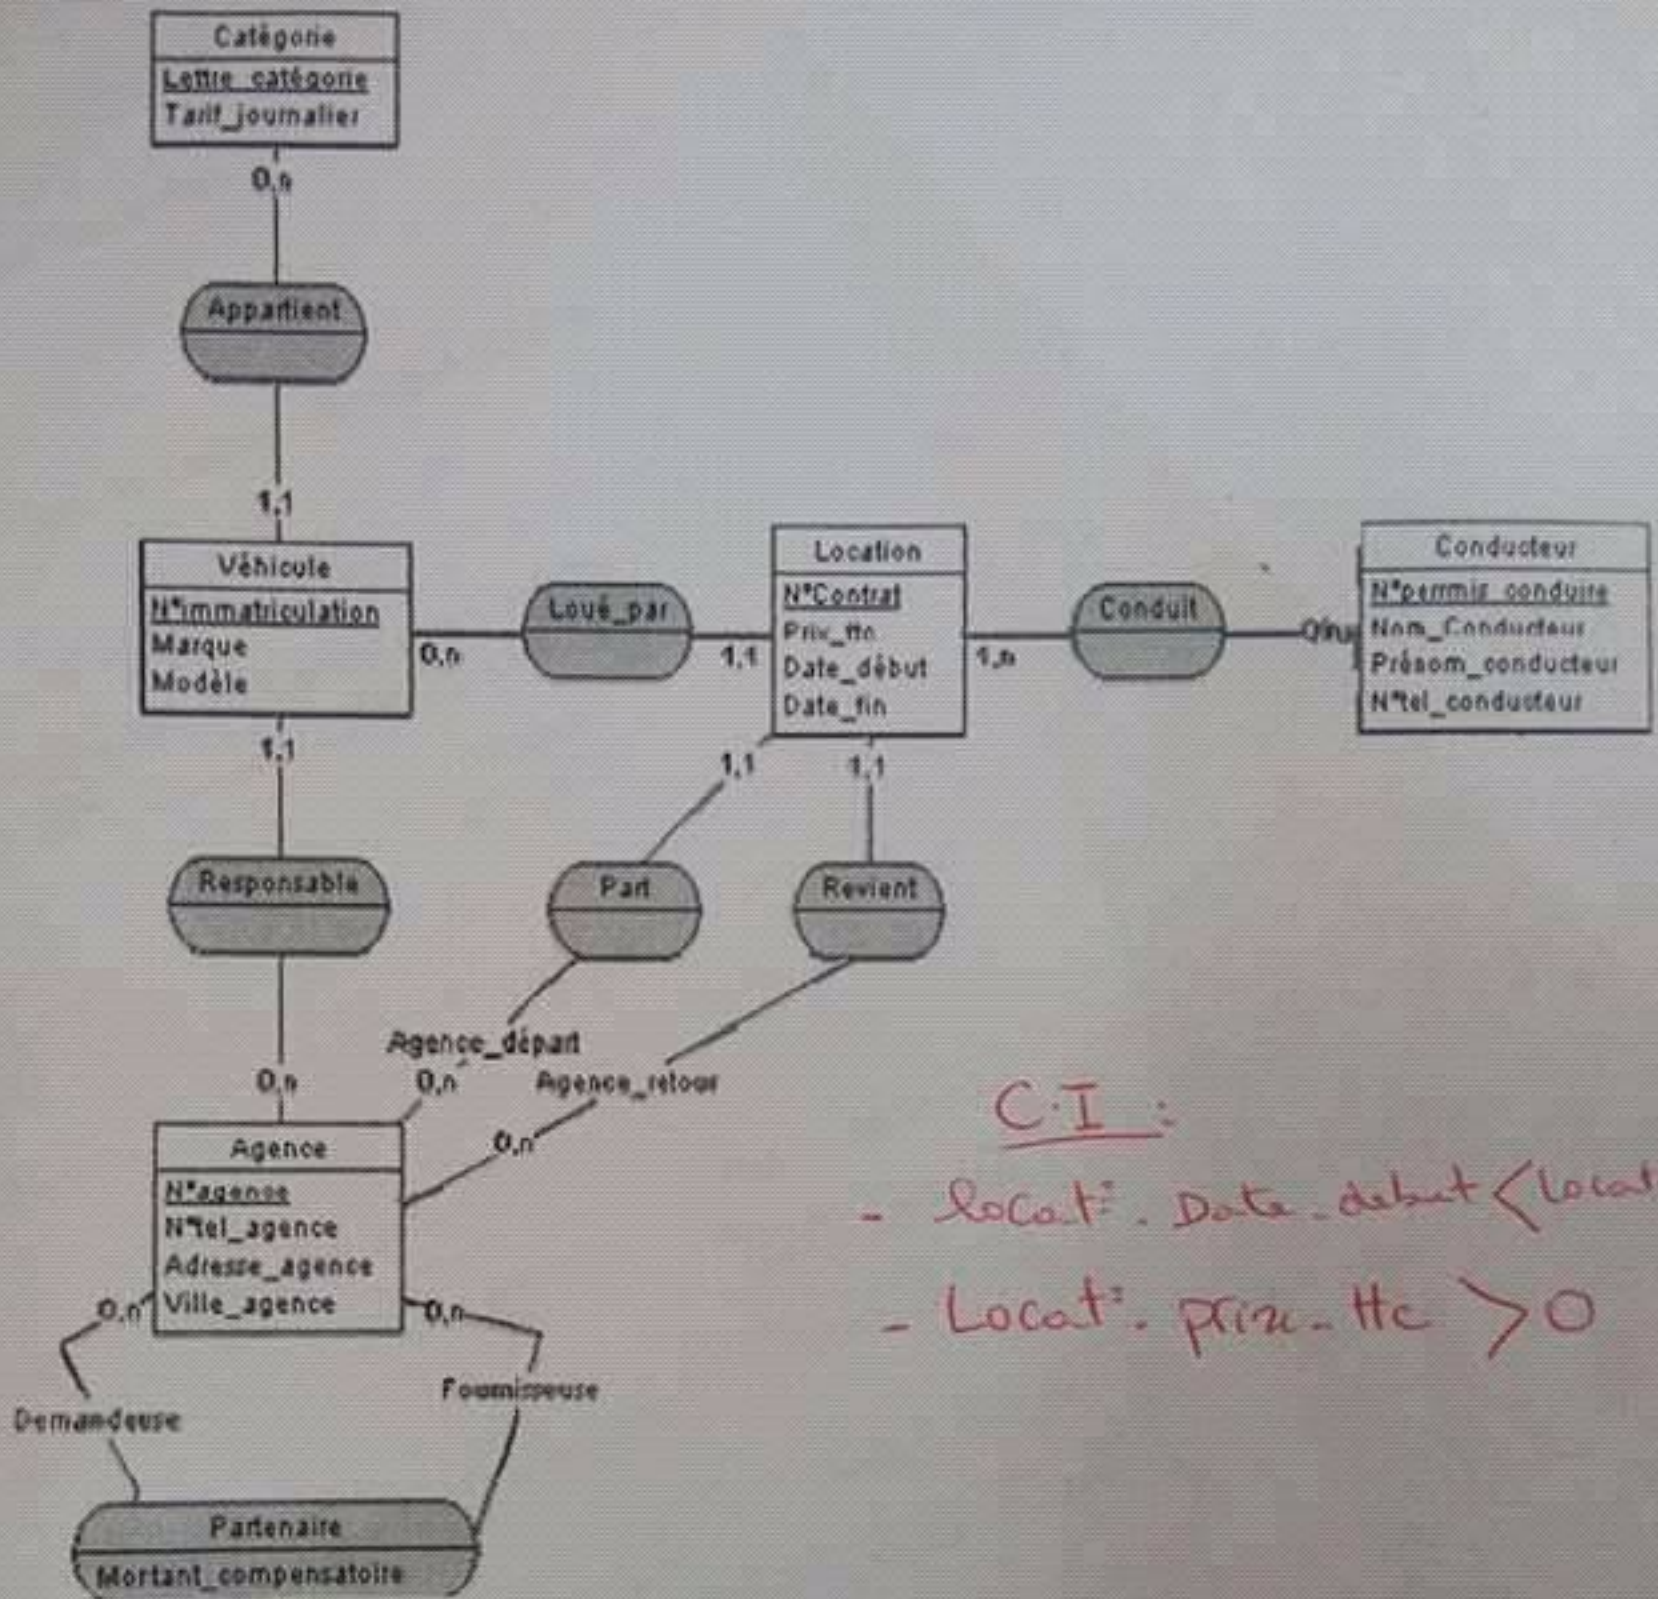 Catégorie
Lettre_catégorie
Tarif_journalier
0,n
Appartient
1,1
Véhicule
N°immatriculation
Marque
Modèle
0,n
Loué_par
1,1
Location
N°Contrat
Prix_ttc
Date_début
Date_fin
1,n
Conduit
Conducteur
N°permmis_conduire
Nom_Conducteur
Prénom_conducteur
N°tel_conducteur
1,1
1,1
1,1
Responsable
Part
Revient
Agence_départ
0,n
0,n
Agence_retour
0,n
Agence
N°agence
N°tel_agence
Adresse_agence
Ville_agence
0,n
0,n
Demandeuse
Fournisseuse
Partenaire
Mortant_compensatoire
C.I :
- locat°. Date_debut < locat
- Locat°. prix_ttc > 0